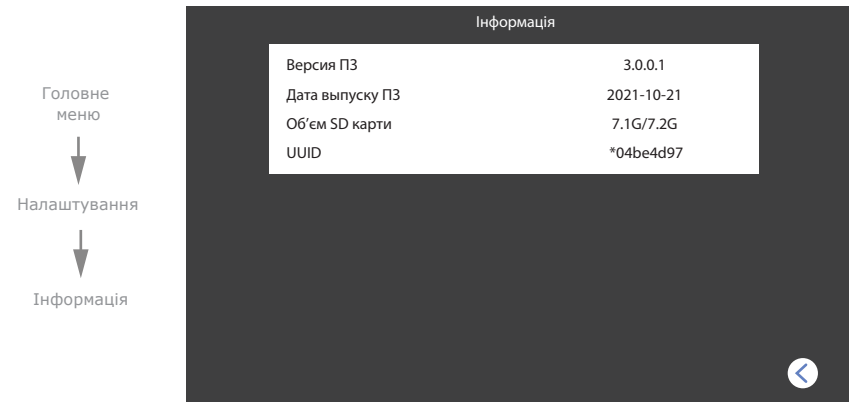 Головне
меню
Налаштування
Інформація
Інформація
Версия ПЗ 3.0.0.1
Дата выпуску ПЗ 2021-10-21
Об’єм SD карти 7.1G/7.2G
UUID *04be4d97